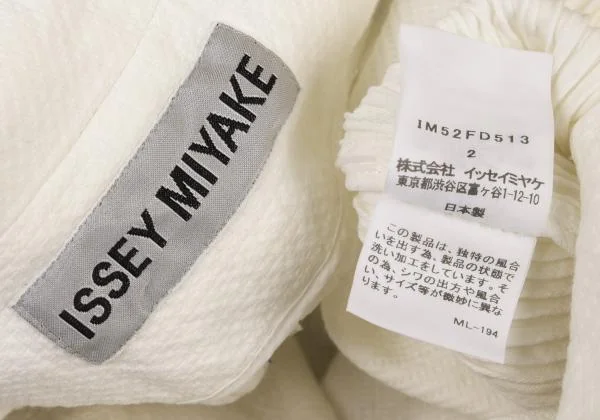 ISSEY MIYAKE
IM52FD513
2
株式会社 イッセイミヤケ
東京都渋谷区富ヶ谷1-12-10
日本製
この製品は、独特の風合
いを出す為、製品の状態で
洗い加工をしています。そ
の為、シワの出方や風合
い、サイズ等が微妙に異な
ります。
ML-194